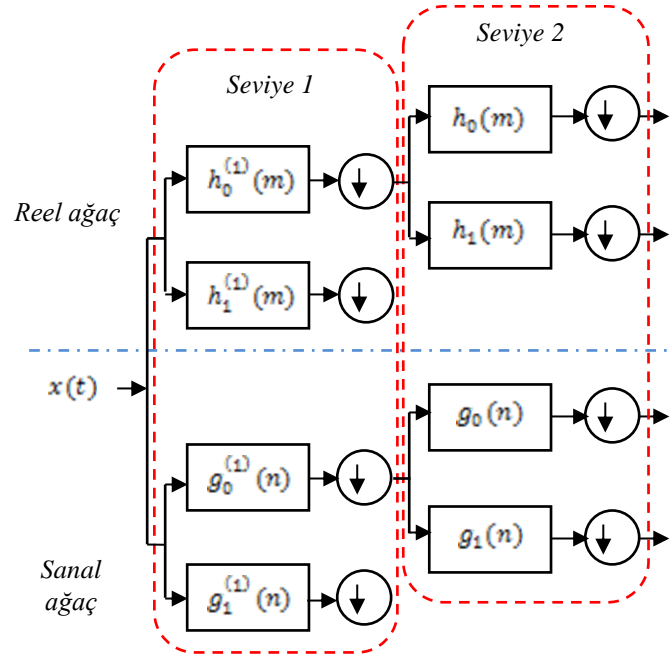 Seviye 2
Seviye 1
h₀(m)
h₀⁽¹⁾(m)
Reel ağaç
h₁(m)
h₁⁽¹⁾(m)
x(t)
g₀(n)
g₀⁽¹⁾(n)
g₁(n)
Sanal
ağaç
g₁⁽¹⁾(n)